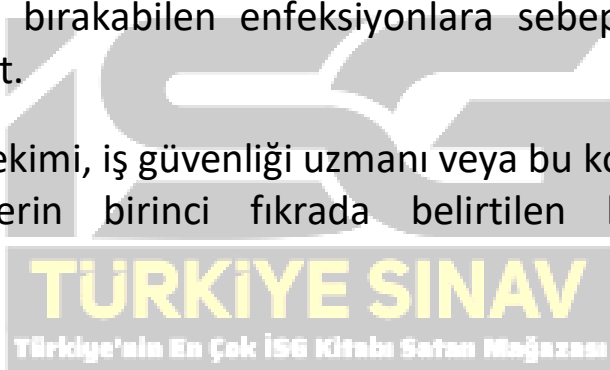 bırakabilen enfeksiyonlara sebep
t.
ekimi, iş güvenliği uzmanı veya bu
erin birinci fıkrada belirtilen
İSG
TÜRKİYE SINAV
Türkiye'nin En Çok İSG Kitabı Satan Mağazası